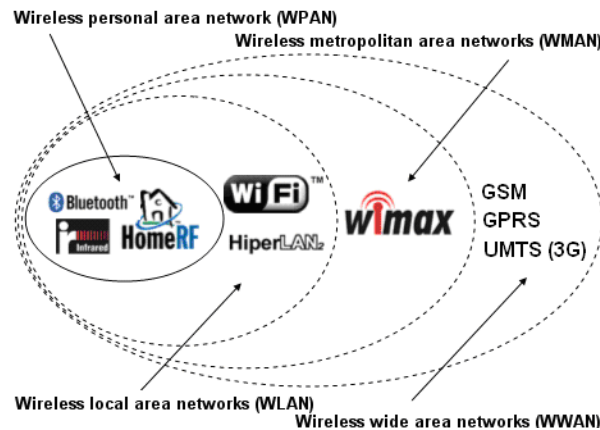 Wireless personal area network (WPAN)
Wireless metropolitan area networks (WMAN)
Bluetooth™
Infrared
HomeRF
WiFi™
HiperLAN2
wimax
GSM
GPRS
UMTS (3G)
Wireless local area networks (WLAN)
Wireless wide area networks (WWAN)